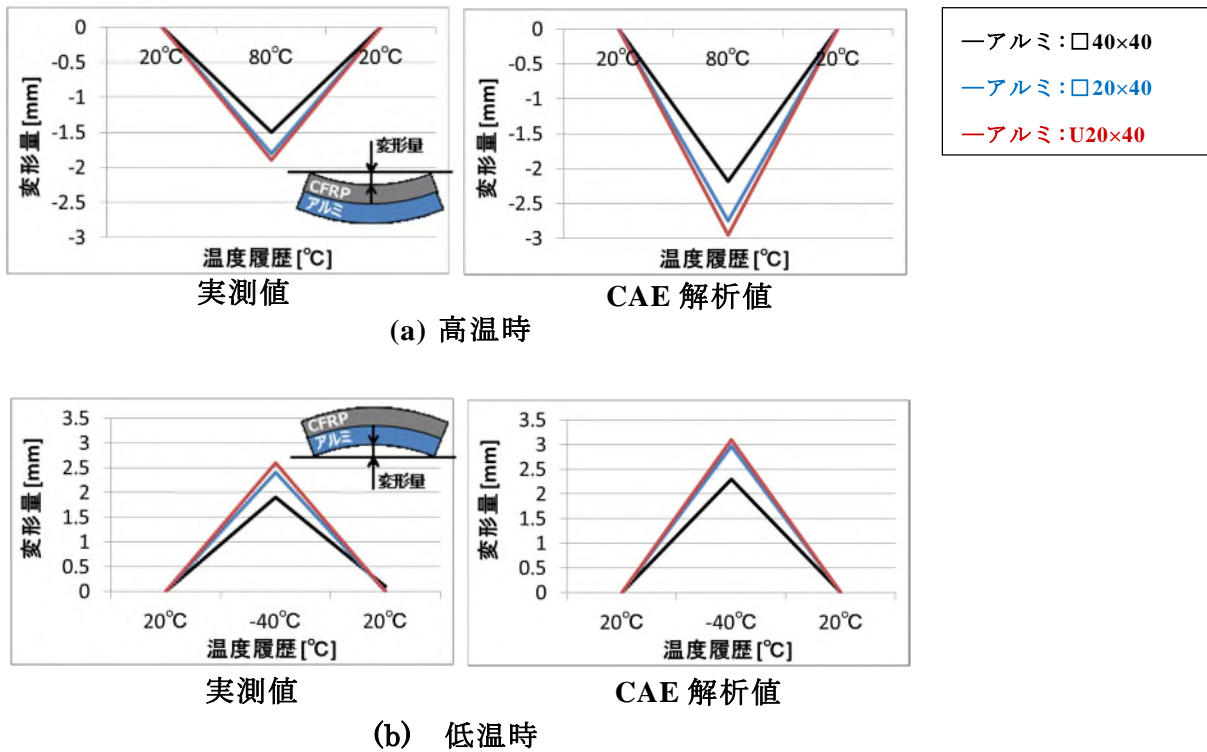 0
-0.5
-1
-1.5
-2
-2.5
-3
変形量 [mm]
20℃ 80℃ 20℃
変形量
CFRP
アルミ
温度履歴[℃]
実測値
0
-0.5
-1
-1.5
-2
-2.5
-3
変形量 [mm]
20℃ 80℃ 20℃
温度履歴[℃]
CAE 解析値
―アルミ:□40×40
―アルミ:□20×40
―アルミ:U20×40
(a) 高温時
3.5
3
2.5
2
1.5
1
0.5
0
変形量 [mm]
CFRP
アルミ
変形量
20℃ -40℃ 20℃
温度履歴[℃]
実測値
3.5
3
2.5
2
1.5
1
0.5
0
変形量 [mm]
20℃ -40℃ 20℃
温度履歴[℃]
CAE 解析値
(b) 低温時